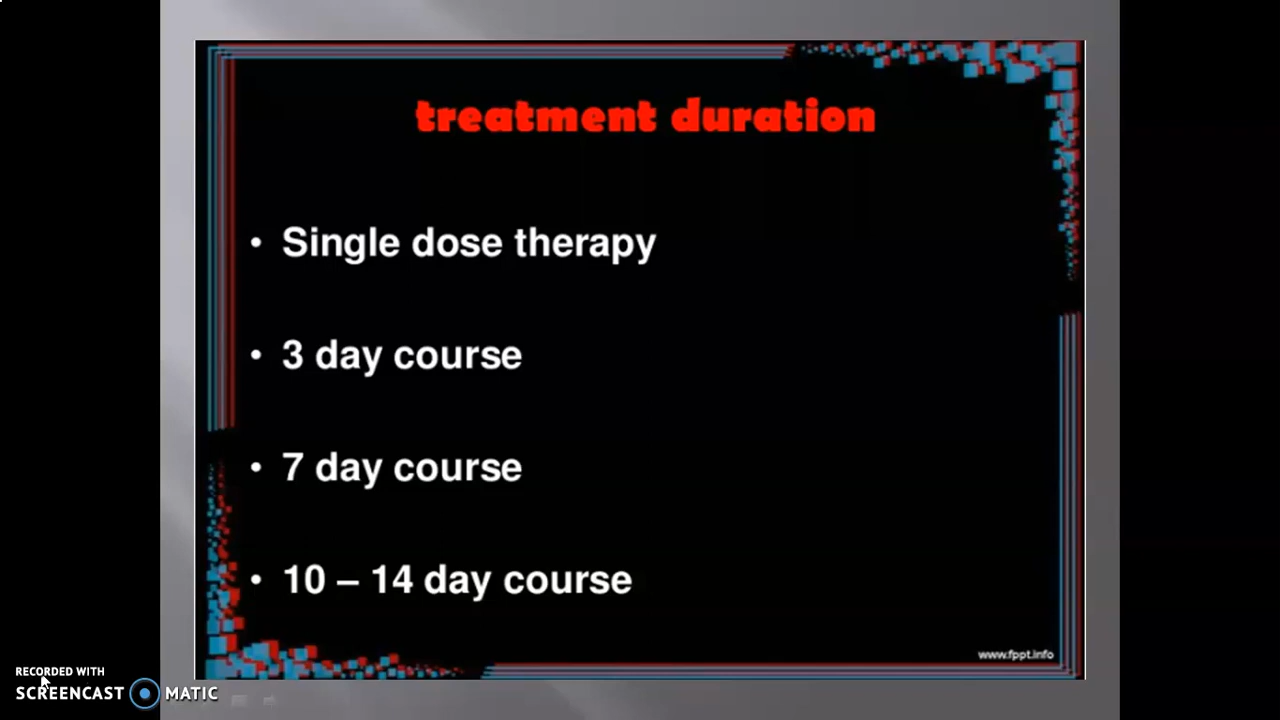 treatment duration
• Single dose therapy
• 3 day course
• 7 day course
• 10 – 14 day course
www.fppt.info
RECORDED WITH
SCREENCAST MATIC